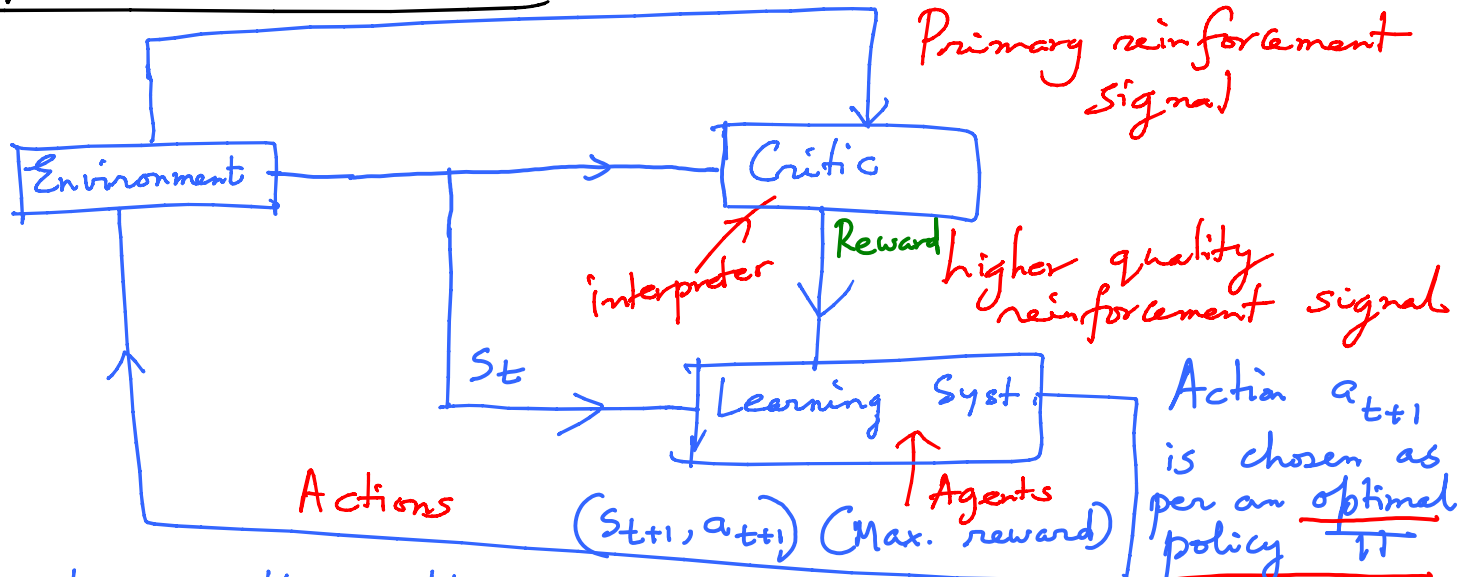 Primary reinforcement
signal
Environment
Critic
Reward
interpreter
higher quality
reinforcement signal
St
Learning Syst.
Action at+1
is chosen as
per an optimal
policy
Actions
Agents
(St+1, at+1) (Max. reward)